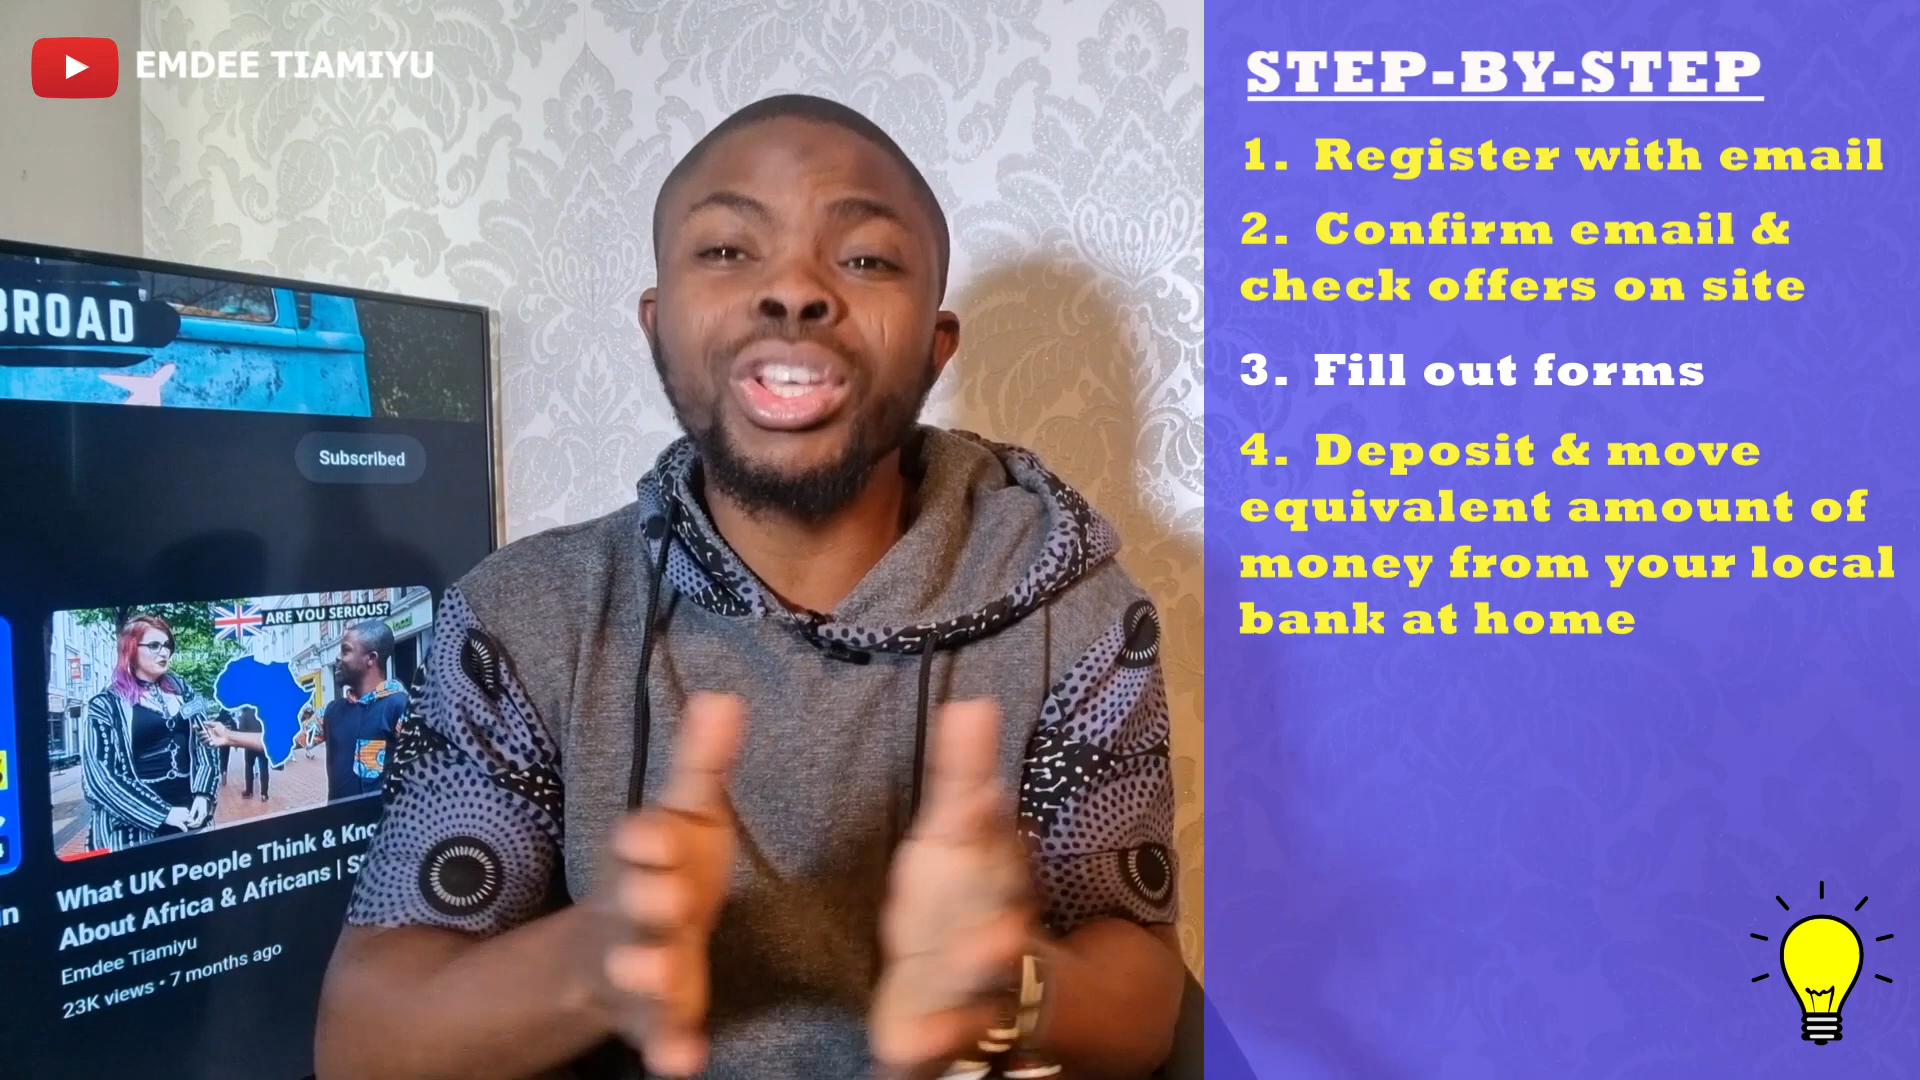 EMDEE TIAMIYU
STEP-BY-STEP
1. Register with email
2. Confirm email &
check offers on site
3. Fill out forms
4. Deposit & move
equivalent amount of
money from your local
bank at home
BROAD
Subscribed
ARE YOU SERIOUS?
What UK People Think &
About Africa & Africans |
Emdee Tiamiyu
23K views • 7 months ago